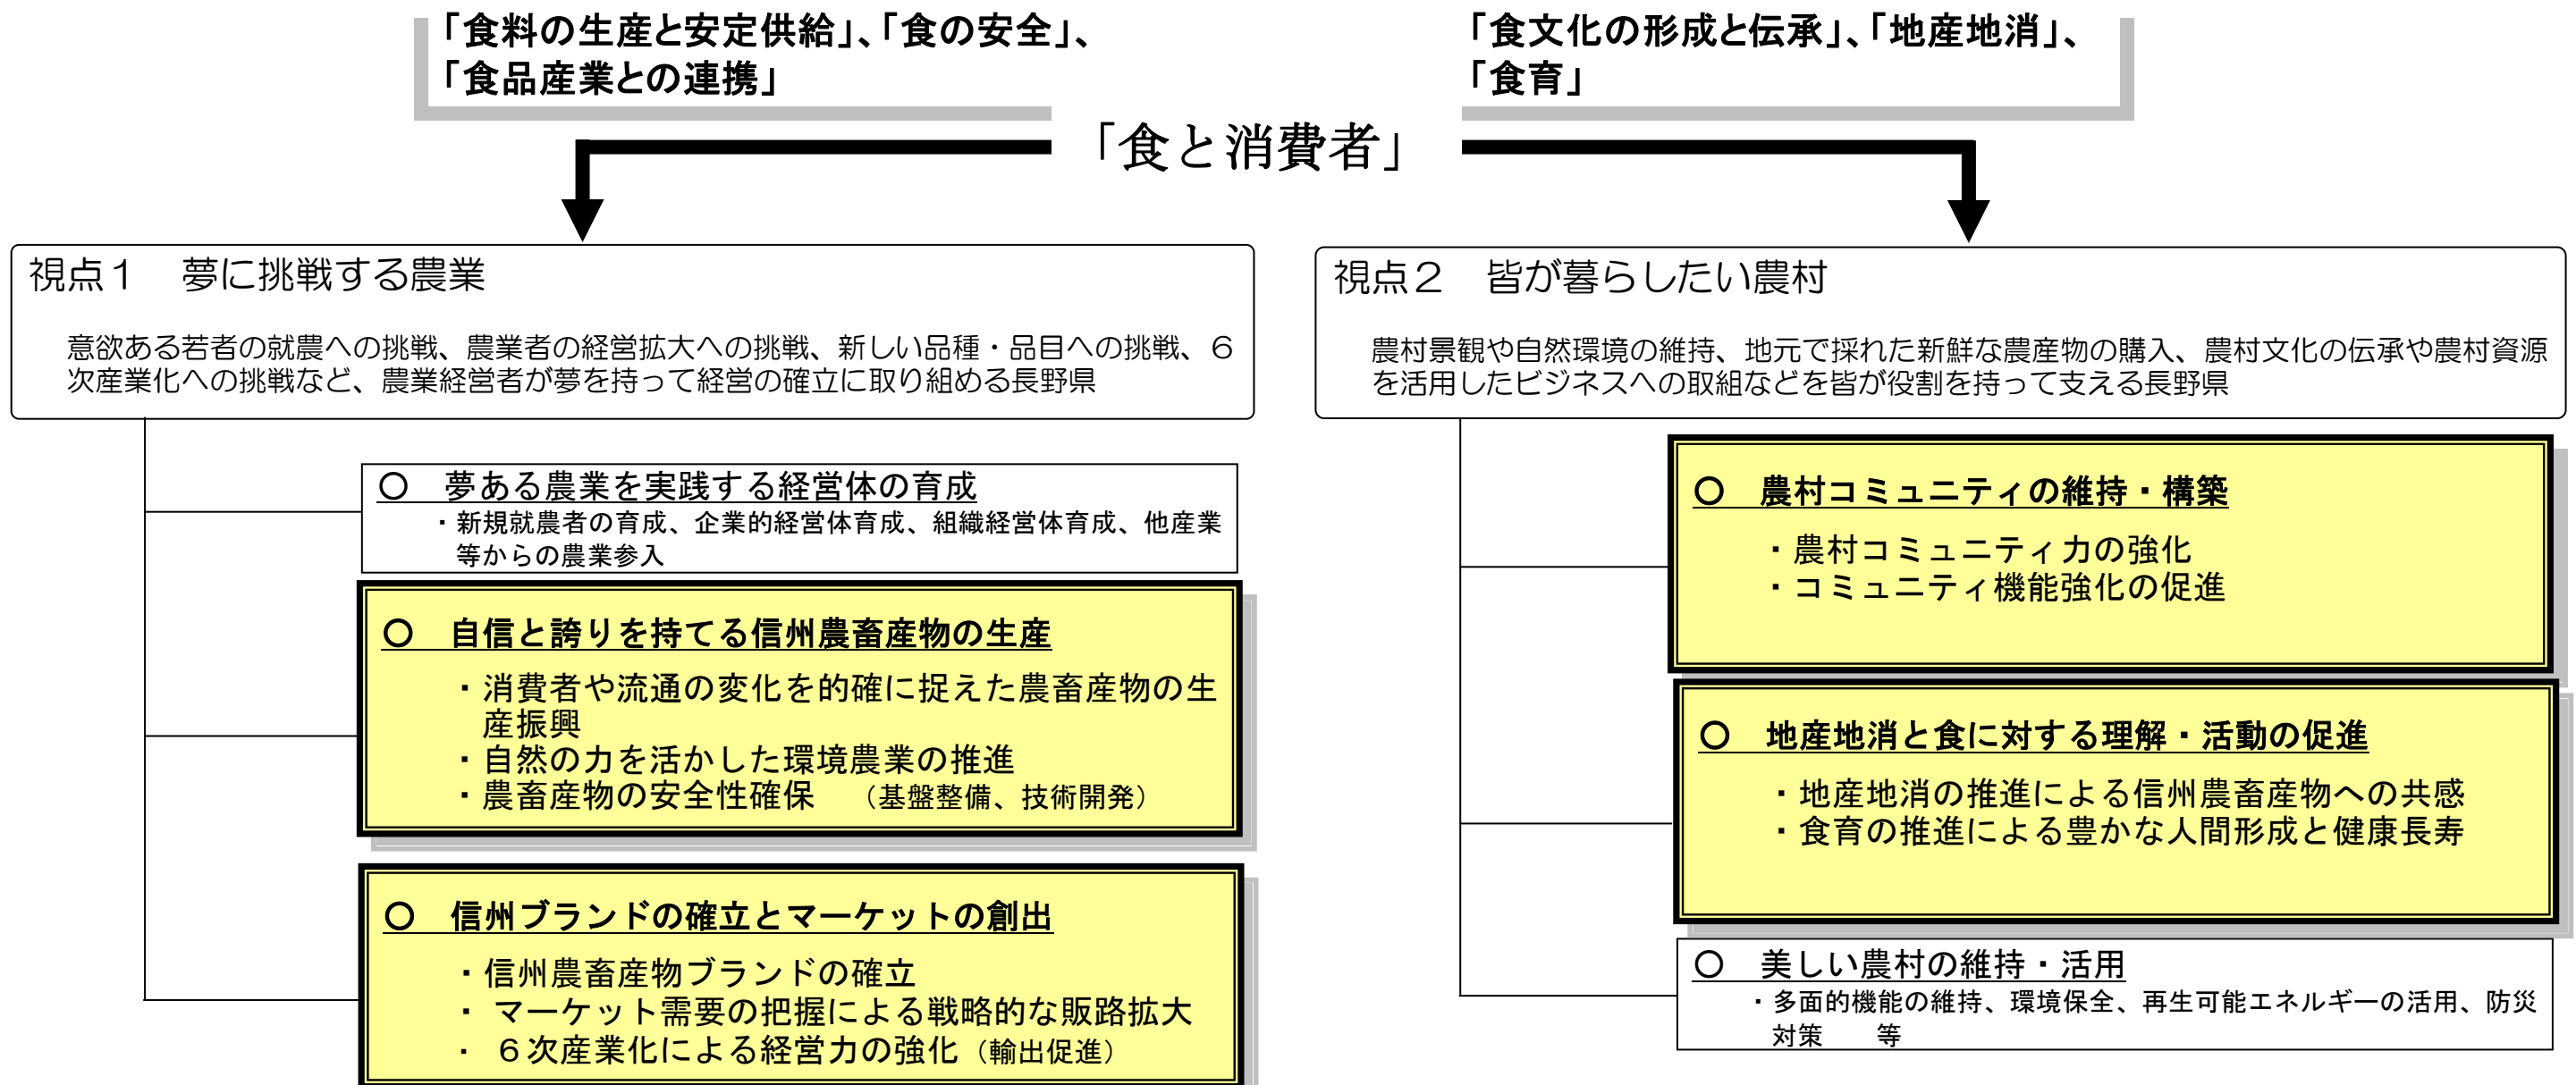 「食料の生産と安定供給」、「食の安全」、
「食品産業との連携」
「食文化の形成と伝承」、「地産地消」、
「食育」
「食と消費者」
視点１　夢に挑戦する農業
意欲ある若者の就農への挑戦、農業者の経営拡大への挑戦、新しい品種・品目への挑戦、６
次産業化への挑戦など、農業経営者が夢を持って経営の確立に取り組める長野県
○　夢ある農業を実践する経営体の育成
・新規就農者の育成、企業的経営体育成、組織経営体育成、他産業
等からの農業参入
○　自信と誇りを持てる信州農畜産物の生産
・消費者や流通の変化を的確に捉えた農畜産物の生
産振興
・自然の力を活かした環境農業の推進
・農畜産物の安全性確保　（基盤整備、技術開発）
○　信州ブランドの確立とマーケットの創出
・信州農畜産物ブランドの確立
・ マーケット需要の把握による戦略的な販路拡大
・ ６次産業化による経営力の強化（輸出促進）
視点２　皆が暮らしたい農村
農村景観や自然環境の維持、地元で採れた新鮮な農産物の購入、農村文化の伝承や農村資源
を活用したビジネスへの取組などを皆が役割を持って支える長野県
○　農村コミュニティの維持・構築
・農村コミュニティ力の強化
・コミュニティ機能強化の促進
○　地産地消と食に対する理解・活動の促進
・地産地消の推進による信州農畜産物への共感
・食育の推進による豊かな人間形成と健康長寿
○　美しい農村の維持・活用
・多面的機能の維持、環境保全、再生可能エネルギーの活用、防災
対策　　等